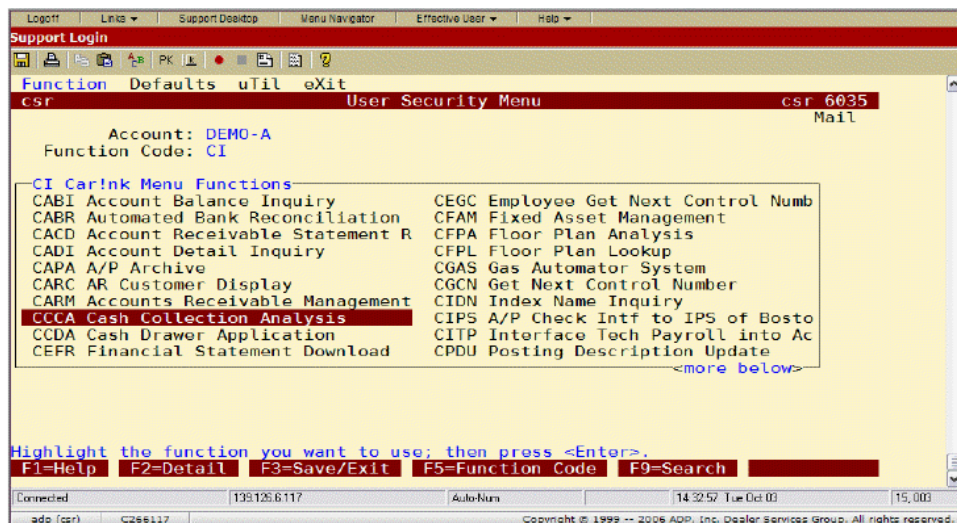 Logoff Links Support Desktop Menu Navigator Effective User Help
Support Login
PK
Function Defaults uTil eXit
csr User Security Menu csr 6035
Mail
Account: DEMO-A
Function Code: CI
CI Car!nk Menu Functions
CABI Account Balance Inquiry CEGC Employee Get Next Control Numb
CABR Automated Bank Reconciliation CFAM Fixed Asset Management
CACD Account Receivable Statement R CFPA Floor Plan Analysis
CADI Account Detail Inquiry CFPL Floor Plan Lookup
CAPA A/P Archive CGAS Gas Automator System
CARC AR Customer Display CGCN Get Next Control Number
CARM Accounts Receivable Management CIDN Index Name Inquiry
CCCA Cash Collection Analysis CIPS A/P Check Intf to IPS of Bosto
CCDA Cash Drawer Application CITP Interface Tech Payroll into Ac
CEFR Financial Statement Download CPDU Posting Description Update
<more below>
Highlight the function you want to use; then press <Enter>.
F1=Help F2=Detail F3=Save/Exit F5=Function Code F9=Search
Connected 139.126.6.117 Auto-Num 14:32:57 Tue Oct 03 15, 003
adp (csr) C266117 Copyright © 1999 -- 2006 ADP, Inc. Dealer Services Group. All rights reserved.